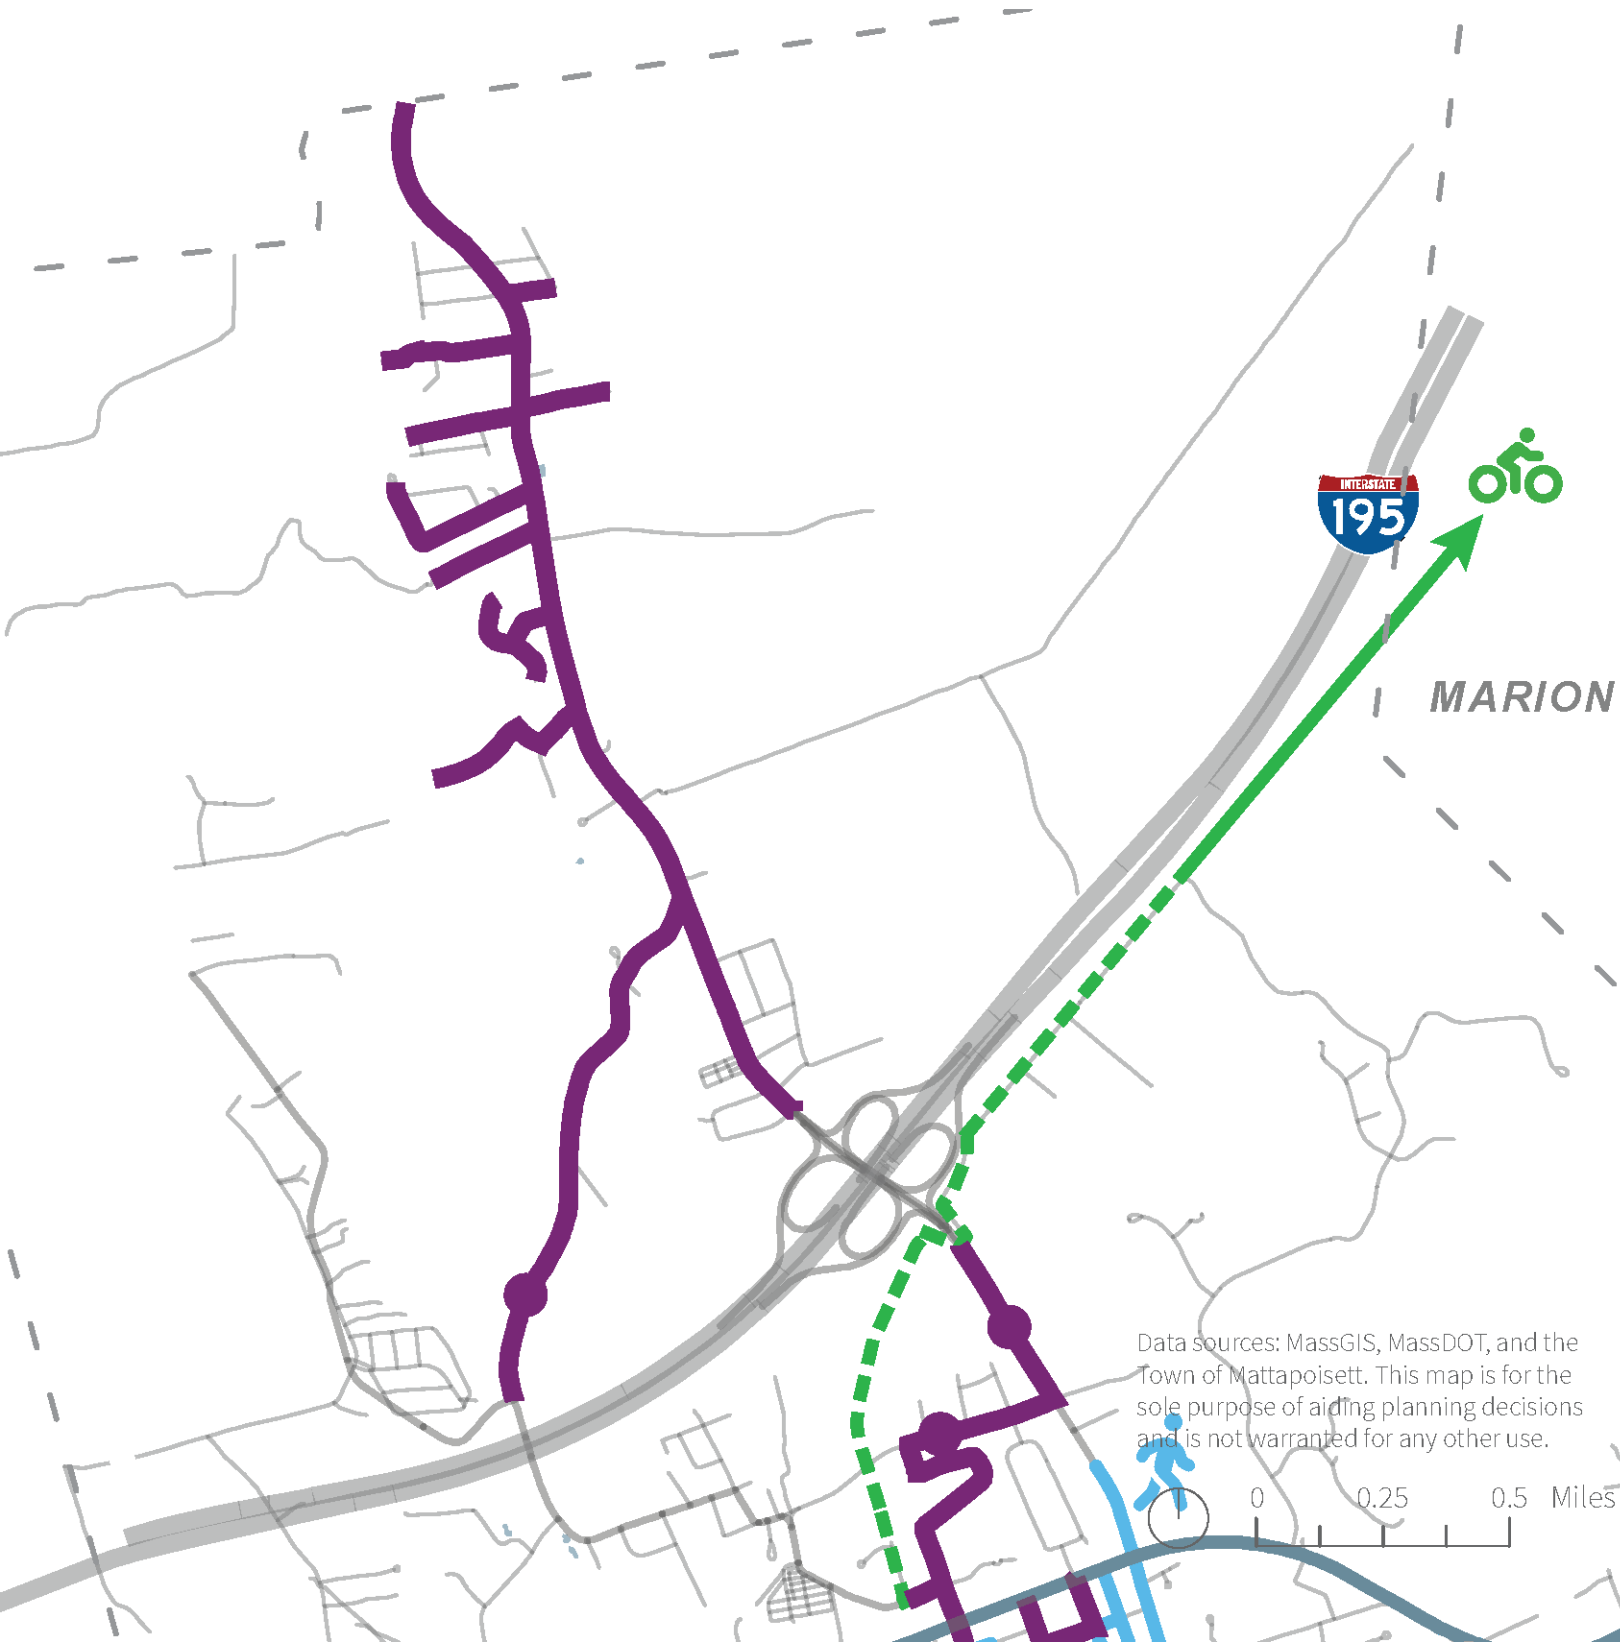 INTERSTATE
195
MARION
Data sources: MassGIS, MassDOT, and the
Town of Mattapoisett. This map is for the
sole purpose of aiding planning decisions
and is not warranted for any other use.
0 0.25 0.5 Miles